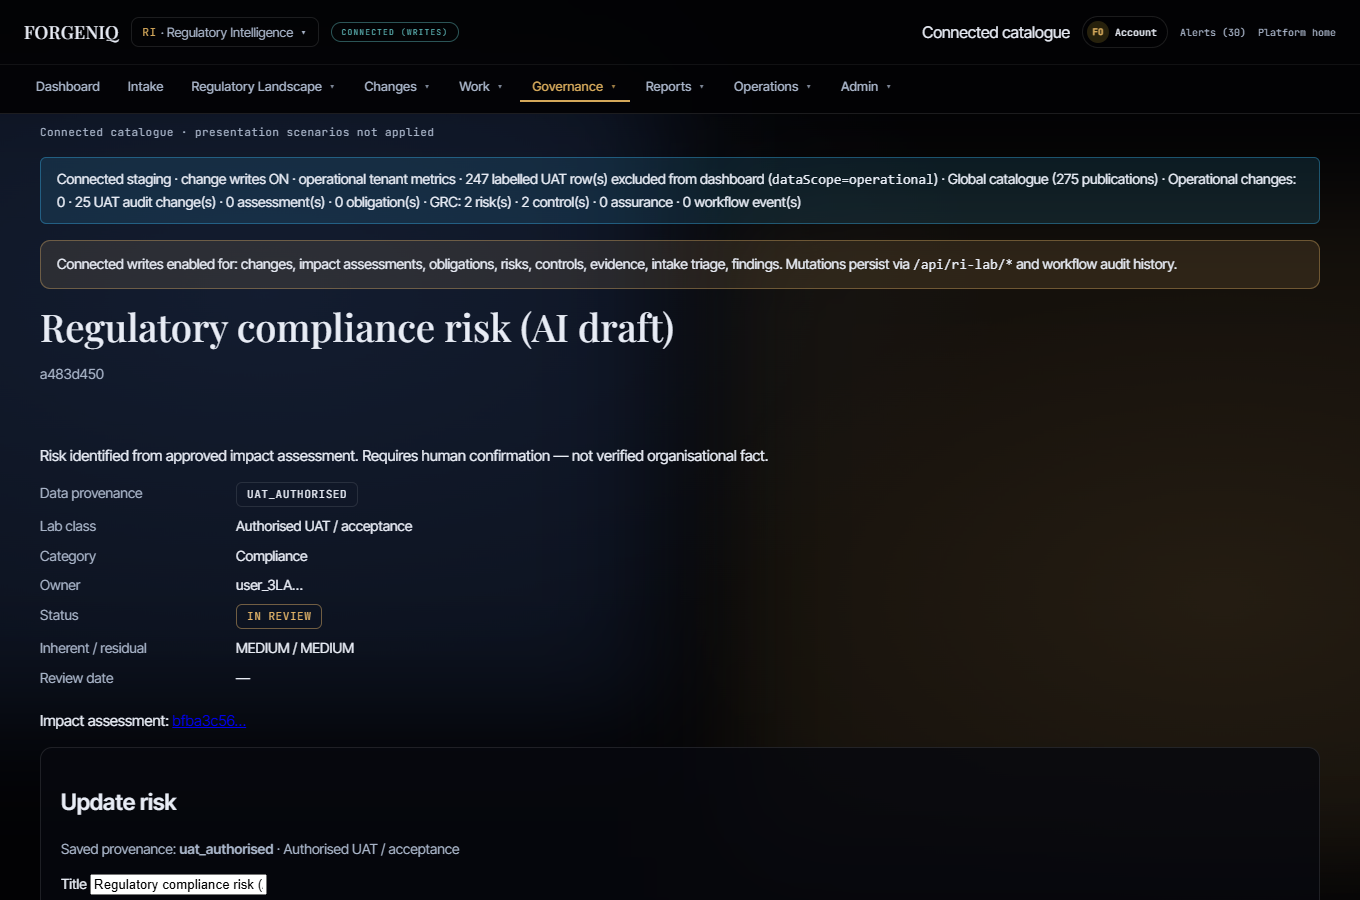 FORGENIQ
RI · Regulatory Intelligence ▾
CONNECTED (WRITES)
Connected catalogue
FO Account
Alerts (30)
Platform home
Dashboard
Intake
Regulatory Landscape ▾
Changes ▾
Work ▾
Governance ▾
Reports ▾
Operations ▾
Admin ▾
Connected catalogue · presentation scenarios not applied
Connected staging · change writes ON · operational tenant metrics · 247 labelled UAT row(s) excluded from dashboard (dataScope=operational) · Global catalogue (275 publications) · Operational changes:
0 · 25 UAT audit change(s) · 0 assessment(s) · 0 obligation(s) · GRC: 2 risk(s) · 2 control(s) · 0 assurance · 0 workflow event(s)
Connected writes enabled for: changes, impact assessments, obligations, risks, controls, evidence, intake triage, findings. Mutations persist via /api/ri-lab/* and workflow audit history.
Regulatory compliance risk (AI draft)
a483d450
Risk identified from approved impact assessment. Requires human confirmation — not verified organisational fact.
Data provenance UAT_AUTHORISED
Lab class Authorised UAT / acceptance
Category Compliance
Owner user_3LA...
Status IN REVIEW
Inherent / residual MEDIUM / MEDIUM
Review date —
Impact assessment: bfba3c56...
Update risk
Saved provenance: uat_authorised · Authorised UAT / acceptance
Title Regulatory compliance risk (